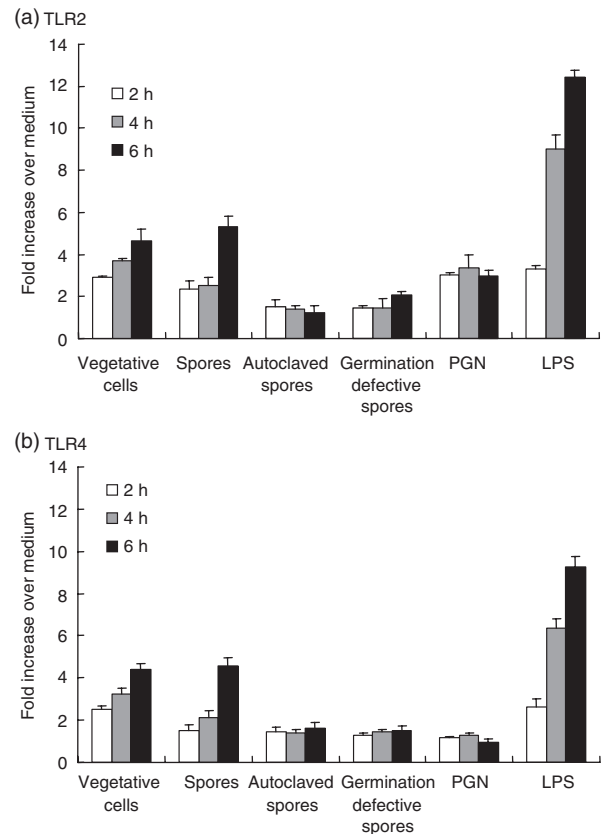 (a) TLR2
14
12
10
8
6
4
2
0
Fold increase over medium
2 h
4 h
6 h
Vegetative cells
Spores
Autoclaved spores
Germination defective spores
PGN
LPS
(b) TLR4
14
12
10
8
6
4
2
0
Fold increase over medium
2 h
4 h
6 h
Vegetative cells
Spores
Autoclaved spores
Germination defective spores
PGN
LPS